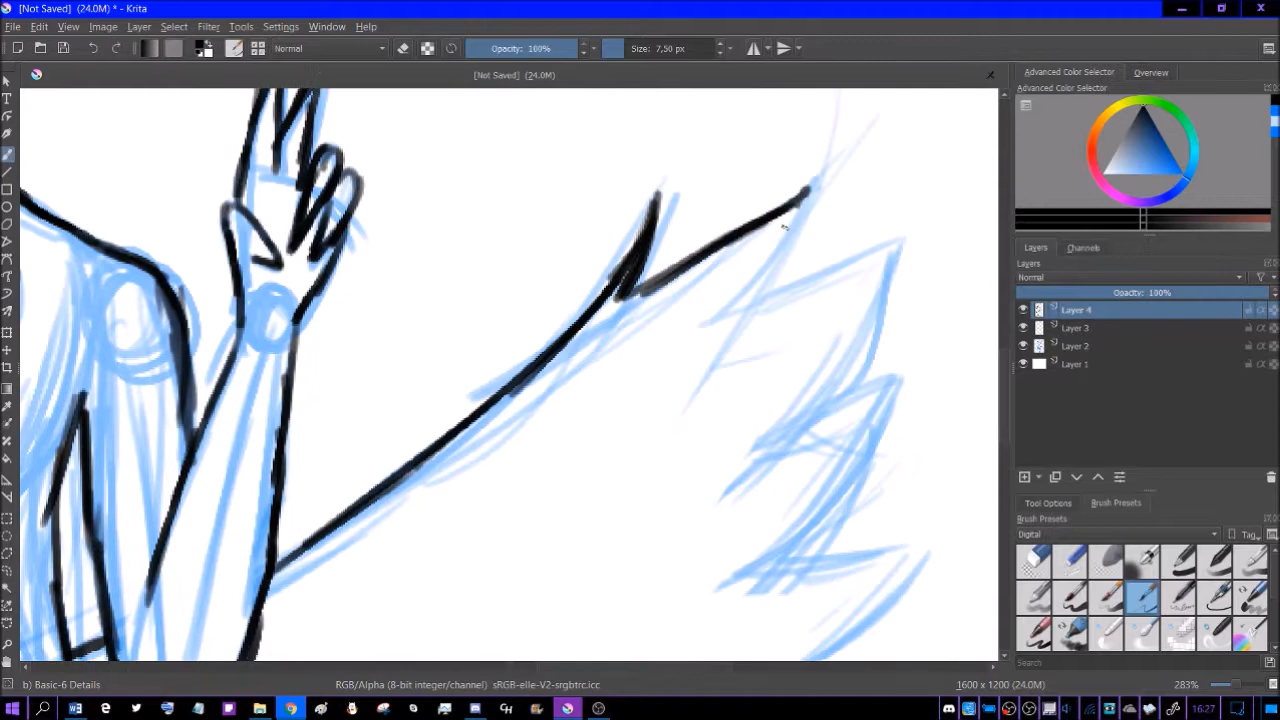 [Not Saved] (24.0M) * - Krita
File Edit View Image Layer Select Filter Tools Settings Window Help
Normal Opacity: 100% Size: 7,50 px
[Not Saved] (24.0M)
Advanced Color Selector Overview
Advanced Color Selector
Layers Channels
Layers
Normal
Opacity: 100%
Layer 4
Layer 3
Layer 2
Layer 1
Tool Options Brush Presets
Brush Presets
Digital Tag
Search
b) Basic-6 Details RGB/Alpha (8-bit integer/channel) sRGB-elle-V2-srgbtrc.icc 1600 x 1200 (24.0M) 283%
16:27